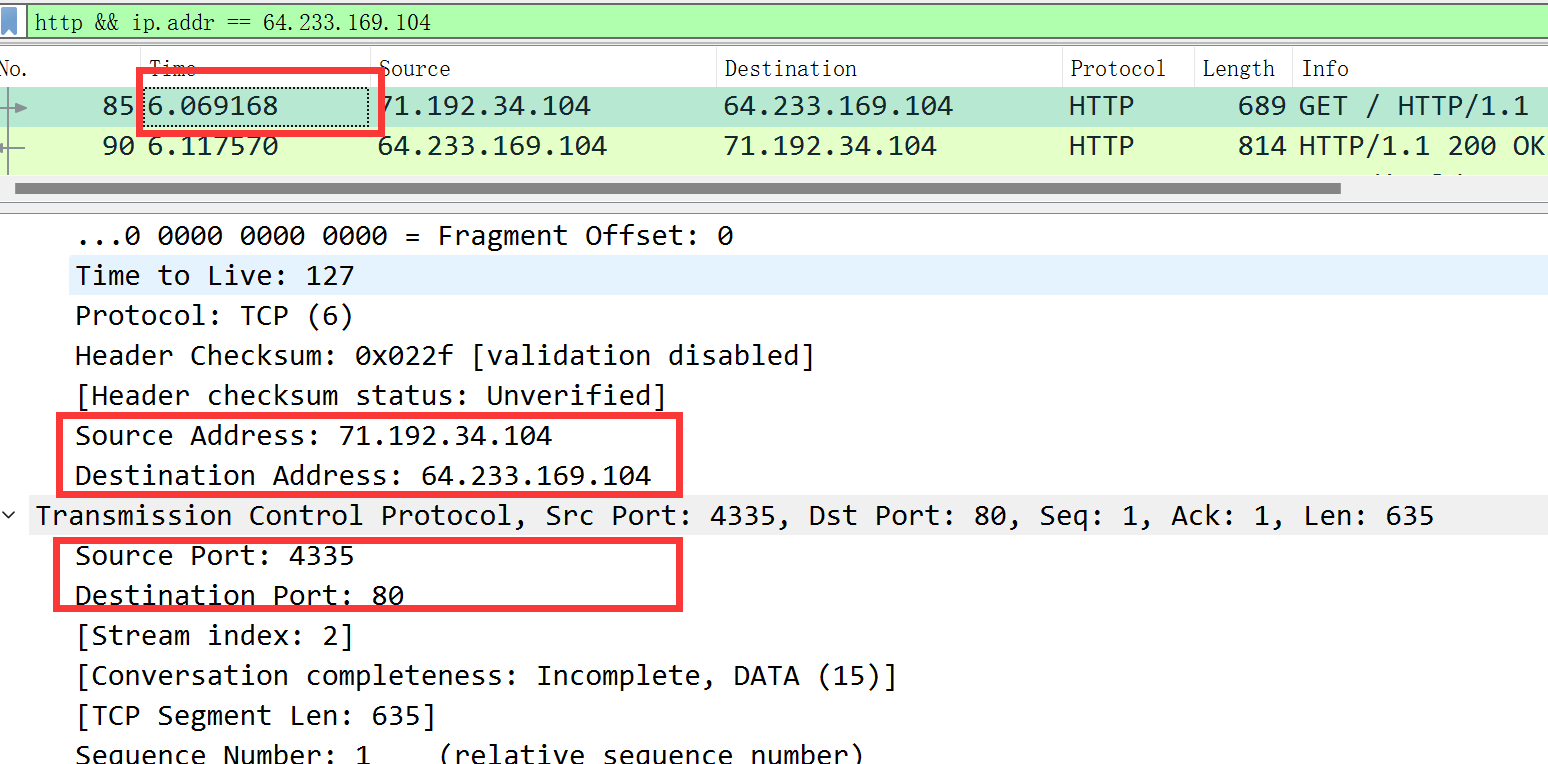 http && ip.addr == 64.233.169.104
No. Time Source Destination Protocol Length Info
85 6.069168 71.192.34.104 64.233.169.104 HTTP 689 GET / HTTP/1.1
90 6.117570 64.233.169.104 71.192.34.104 HTTP 814 HTTP/1.1 200 OK
...0 0000 0000 0000 = Fragment Offset: 0
Time to Live: 127
Protocol: TCP (6)
Header Checksum: 0x022f [validation disabled]
[Header checksum status: Unverified]
Source Address: 71.192.34.104
Destination Address: 64.233.169.104
Transmission Control Protocol, Src Port: 4335, Dst Port: 80, Seq: 1, Ack: 1, Len: 635
Source Port: 4335
Destination Port: 80
[Stream index: 2]
[Conversation completeness: Incomplete, DATA (15)]
[TCP Segment Len: 635]
Sequence Number: 1 (relative sequence number)